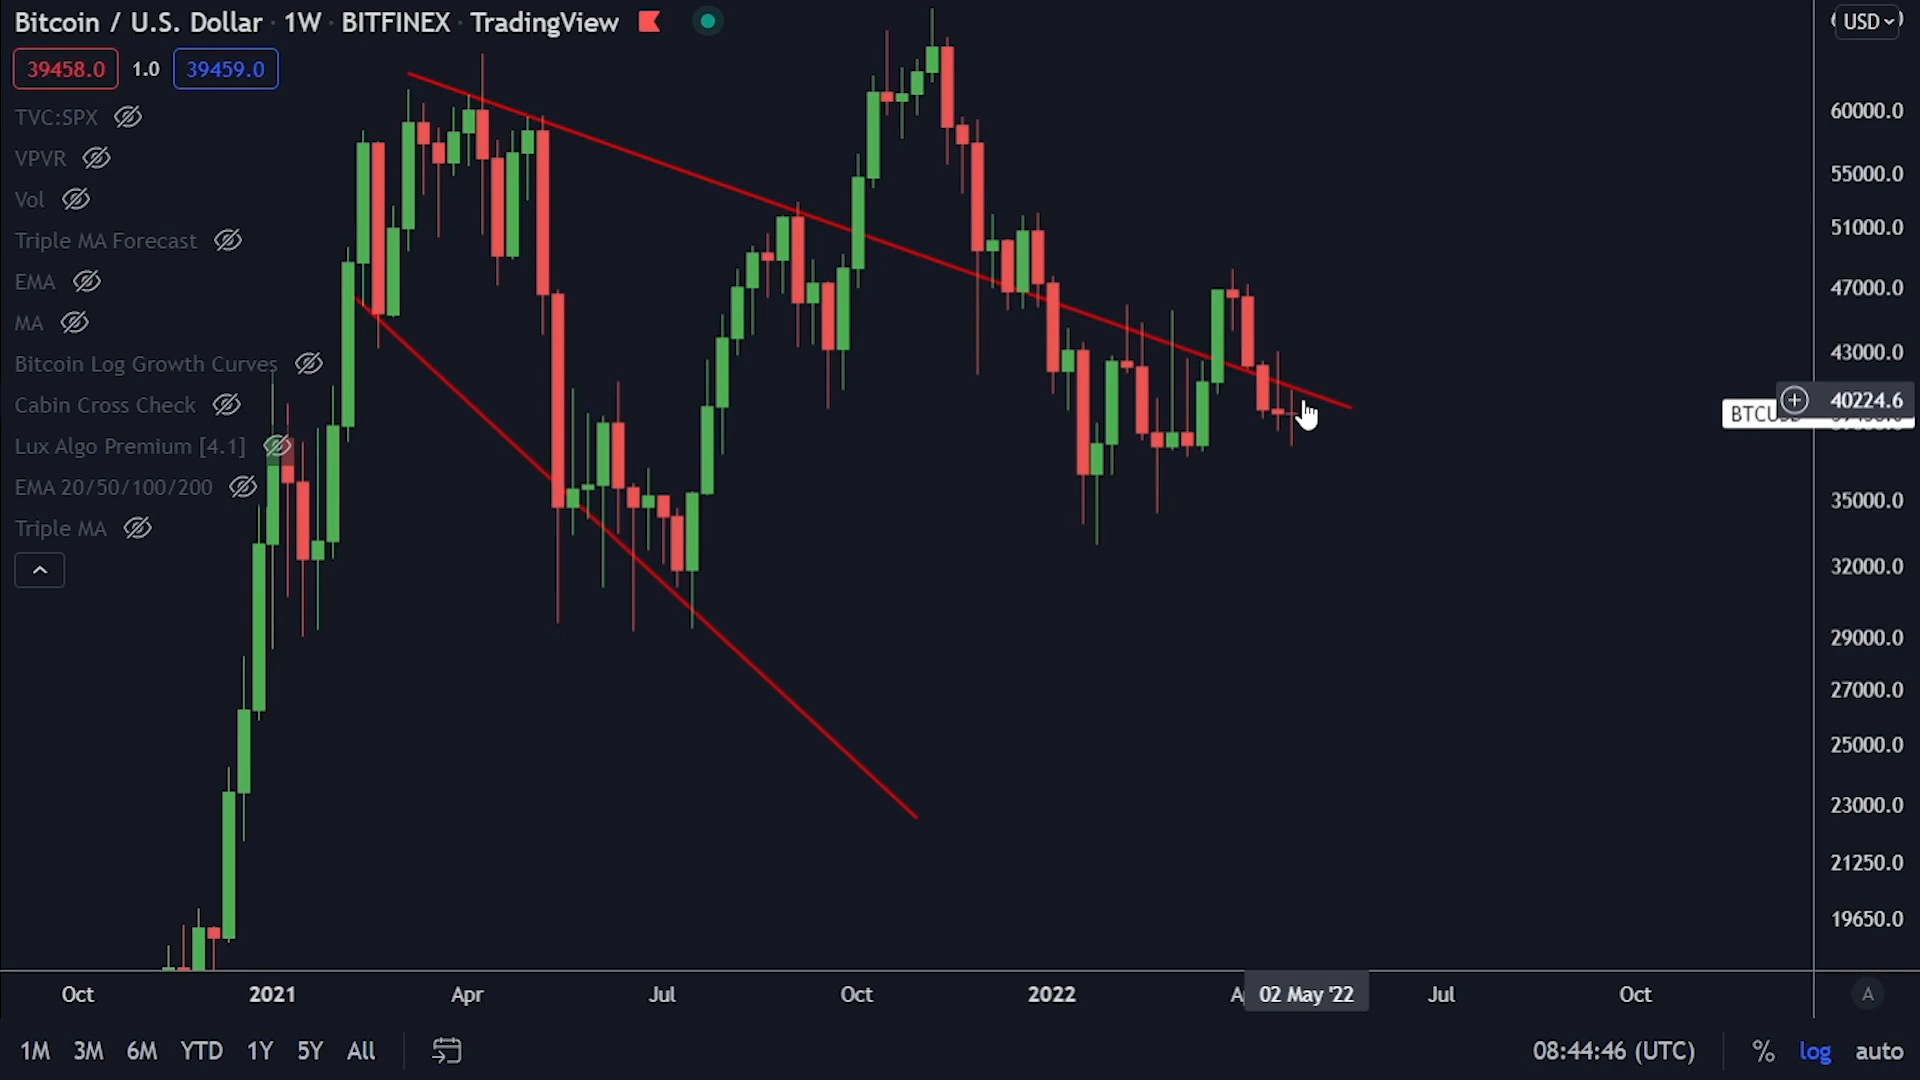 Bitcoin / U.S. Dollar · 1W · BITFINEX · TradingView
USD
39458.0 1.0 39459.0
TVC:SPX
VPVR
Vol
Triple MA Forecast
EMA
MA
Bitcoin Log Growth Curves
Cabin Cross Check
Lux Algo Premium [4.1]
EMA 20/50/100/200
Triple MA
60000.0
55000.0
51000.0
47000.0
43000.0
40224.6
BTCUSD
35000.0
32000.0
29000.0
27000.0
25000.0
23000.0
21250.0
19650.0
Oct 2021 Apr Jul Oct 2022 02 May '22 Jul Oct A
1M 3M 6M YTD 1Y 5Y All 08:44:46 (UTC) % log auto